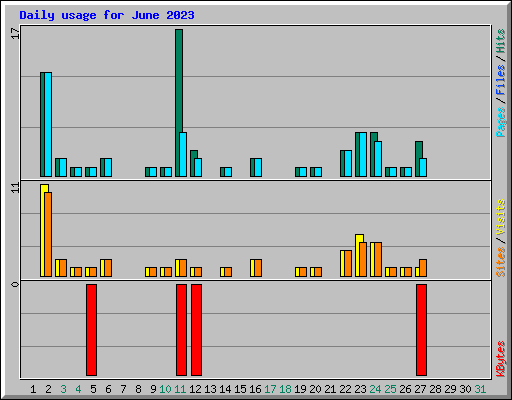 Daily usage for June 2023
17
Pages/Files/Hits
11
Sites/Visits
0
KBytes
1 2 3 4 5 6 7 8 9 10 11 12 13 14 15 16 17 18 19 20 21 22 23 24 25 26 27 28 29 30 31